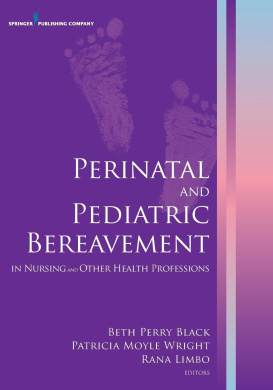 SPRINGER PUBLISHING COMPANY
PERINATAL
AND
PEDIATRIC
BEREAVEMENT
IN NURSING AND OTHER HEALTH PROFESSIONS
BETH PERRY BLACK
PATRICIA MOYLE WRIGHT
RANA LIMBO
EDITORS